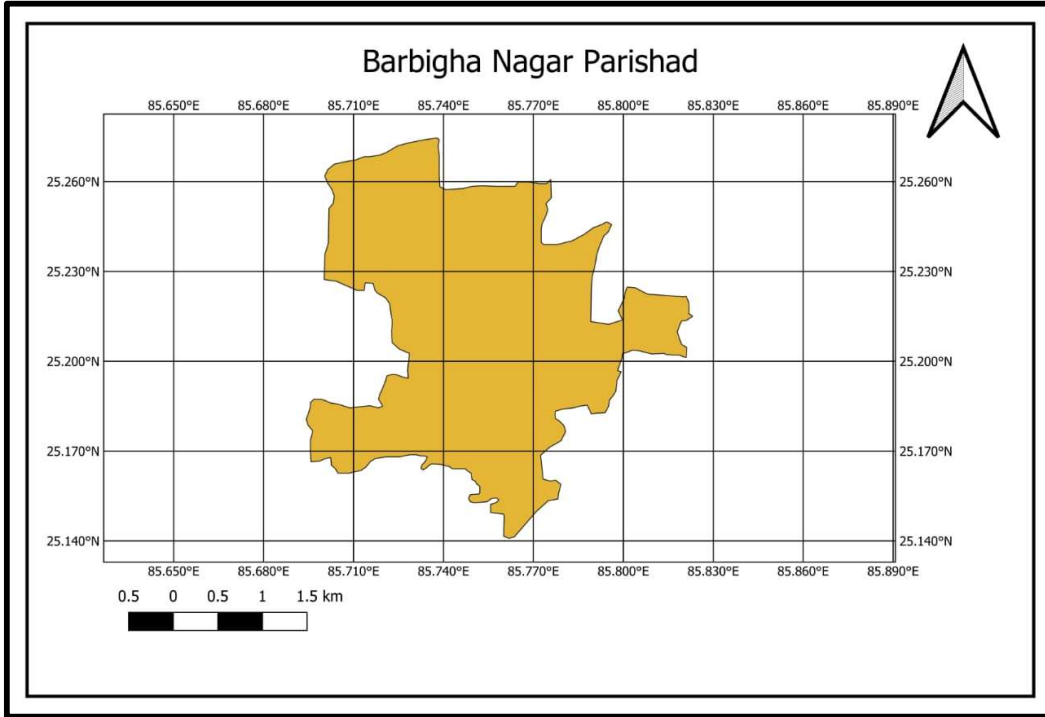 Barbigha Nagar Parishad
85.650°E 85.680°E 85.710°E 85.740°E 85.770°E 85.800°E 85.830°E 85.860°E 85.890°E
25.260°N 25.260°N
25.230°N 25.230°N
25.200°N 25.200°N
25.170°N 25.170°N
25.140°N 25.140°N
85.650°E 85.680°E 85.710°E 85.740°E 85.770°E 85.800°E 85.830°E 85.860°E 85.890°E
0.5 0 0.5 1 1.5 km